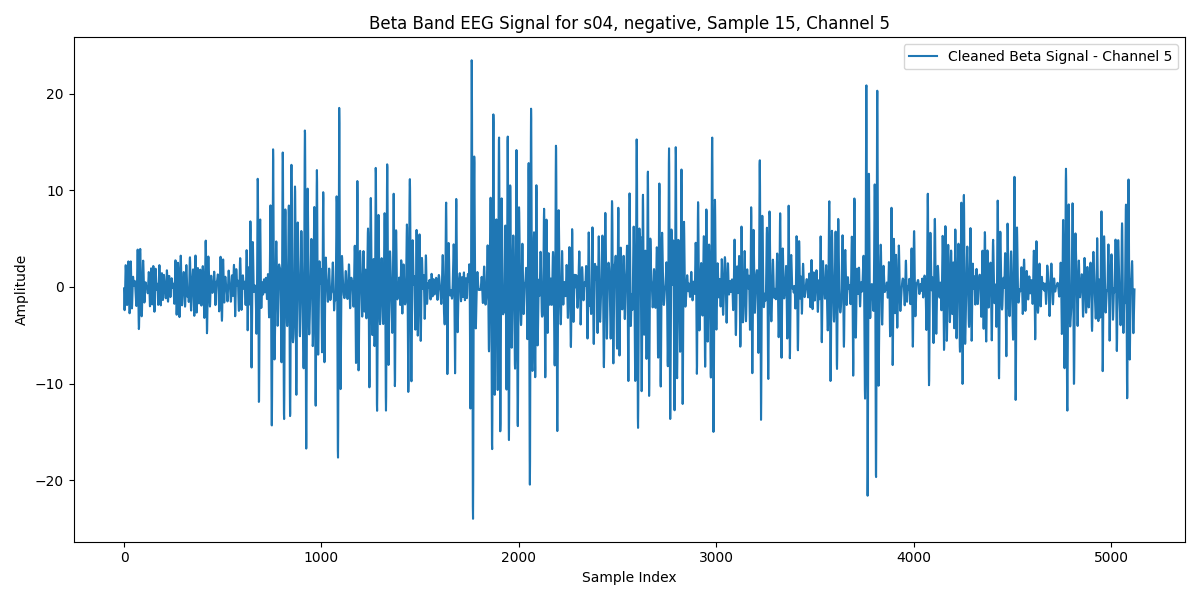 Beta Band EEG Signal for s04, negative, Sample 15, Channel 5
Cleaned Beta Signal - Channel 5
Amplitude
20
10
0
−10
−20
0 1000 2000 3000 4000 5000
Sample Index